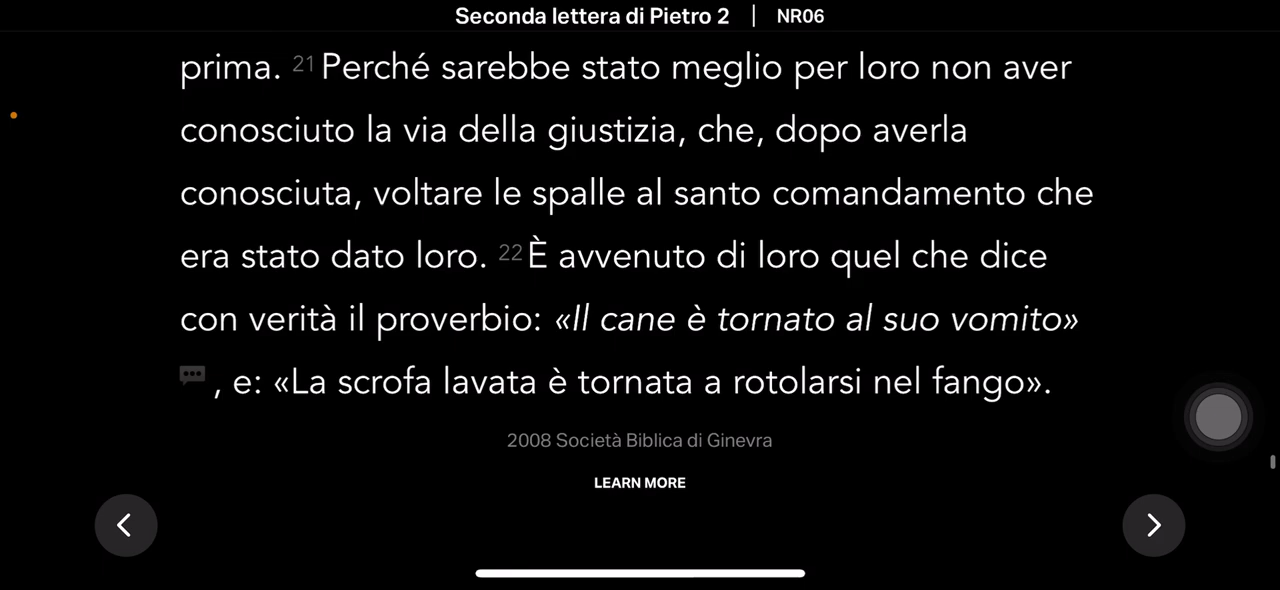 Seconda lettera di Pietro 2 | NR06
prima. 21 Perché sarebbe stato meglio per loro non aver
conosciuto la via della giustizia, che, dopo averla
conosciuta, voltare le spalle al santo comandamento che
era stato dato loro. 22 È avvenuto di loro quel che dice
con verità il proverbio: «Il cane è tornato al suo vomito»
, e: «La scrofa lavata è tornata a rotolarsi nel fango».
2008 Società Biblica di Ginevra
LEARN MORE